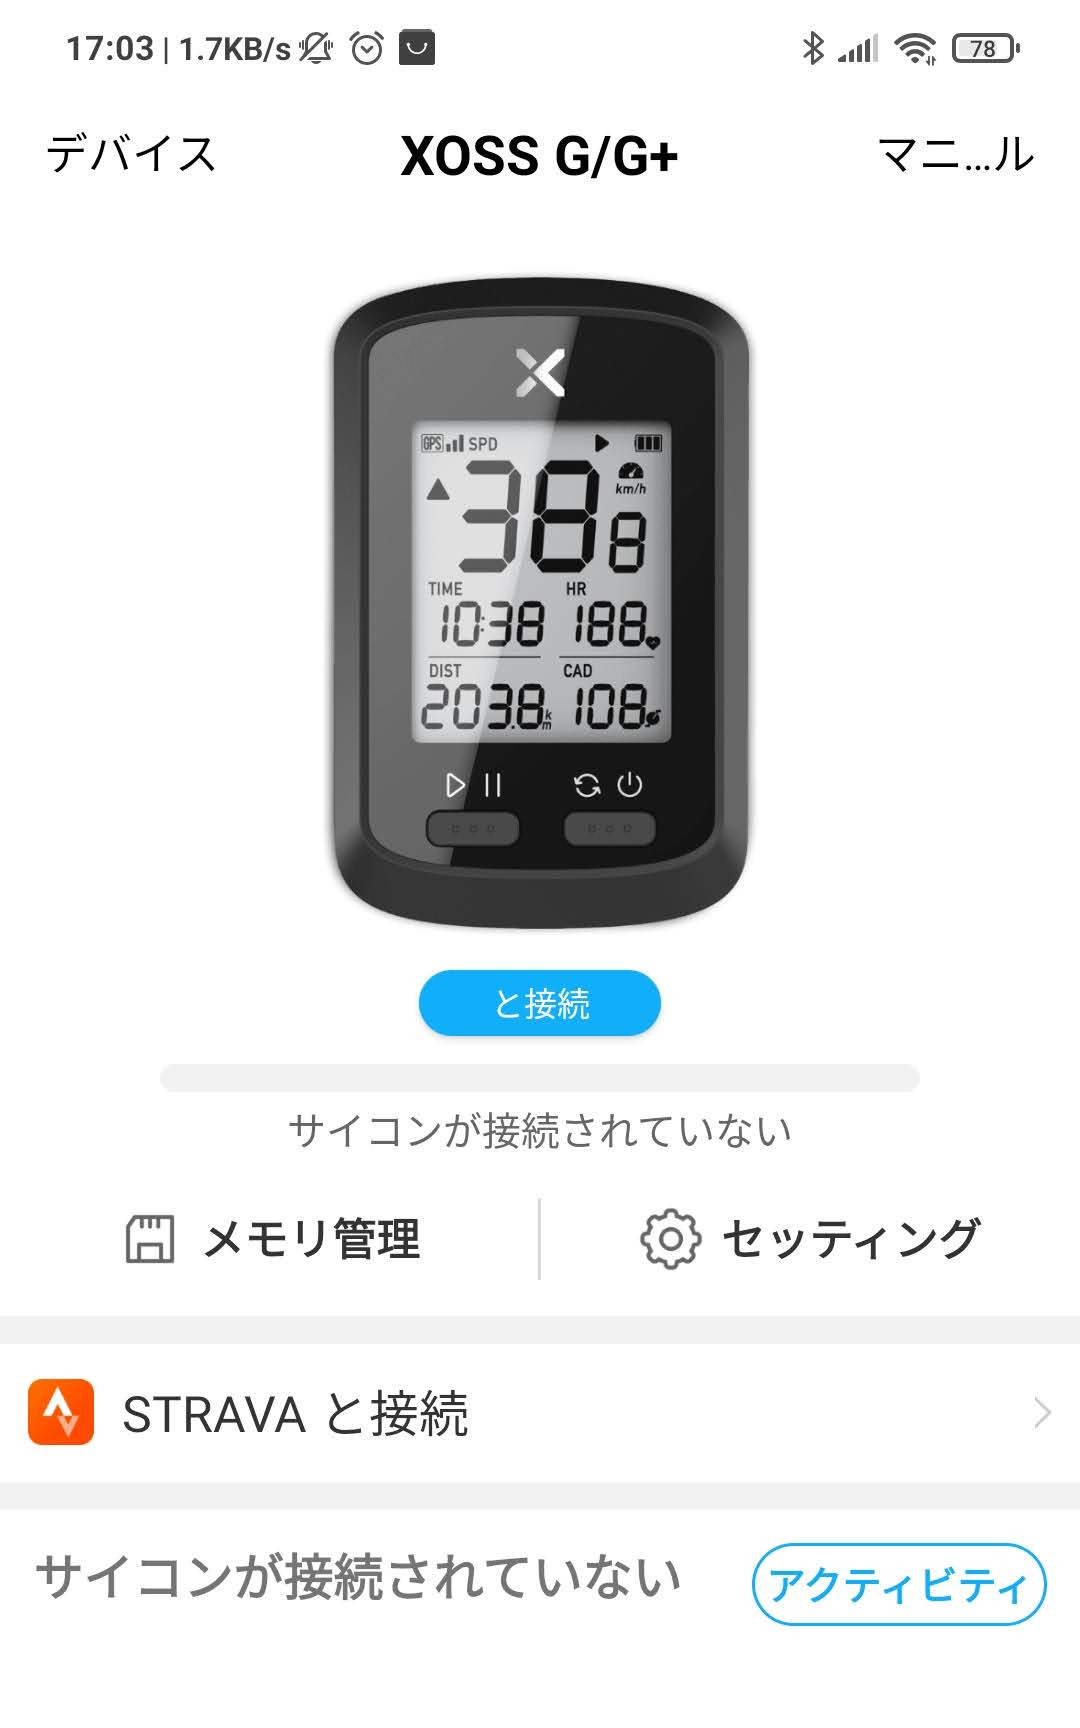 17:03 | 1.7KB/s
78
デバイス
XOSS G/G+
マニ...ル
GPS SPD
38 8
km/h
TIME HR
10:38 188
DIST CAD
203.8 km 108
と接続
サイコンが接続されていない
メモリ管理
セッティング
STRAVA と接続
サイコンが接続されていない
アクティビティ